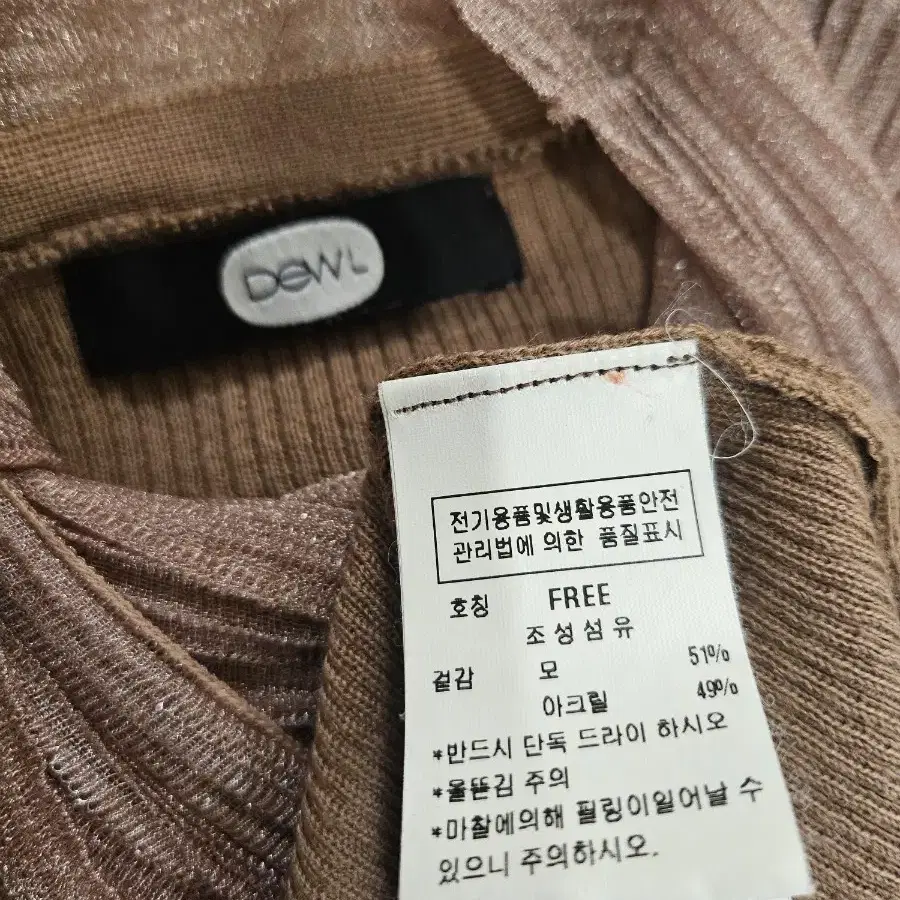 DEWL
전기용품및생활용품안전
관리법에 의한 품질표시
호칭 FREE
조성섬유
겉감 모 51%
아크릴 49%
*반드시 단독 드라이 하시오
*올뜯김 주의
*마찰에의해 필링이일어날 수
있으니 주의하시오.